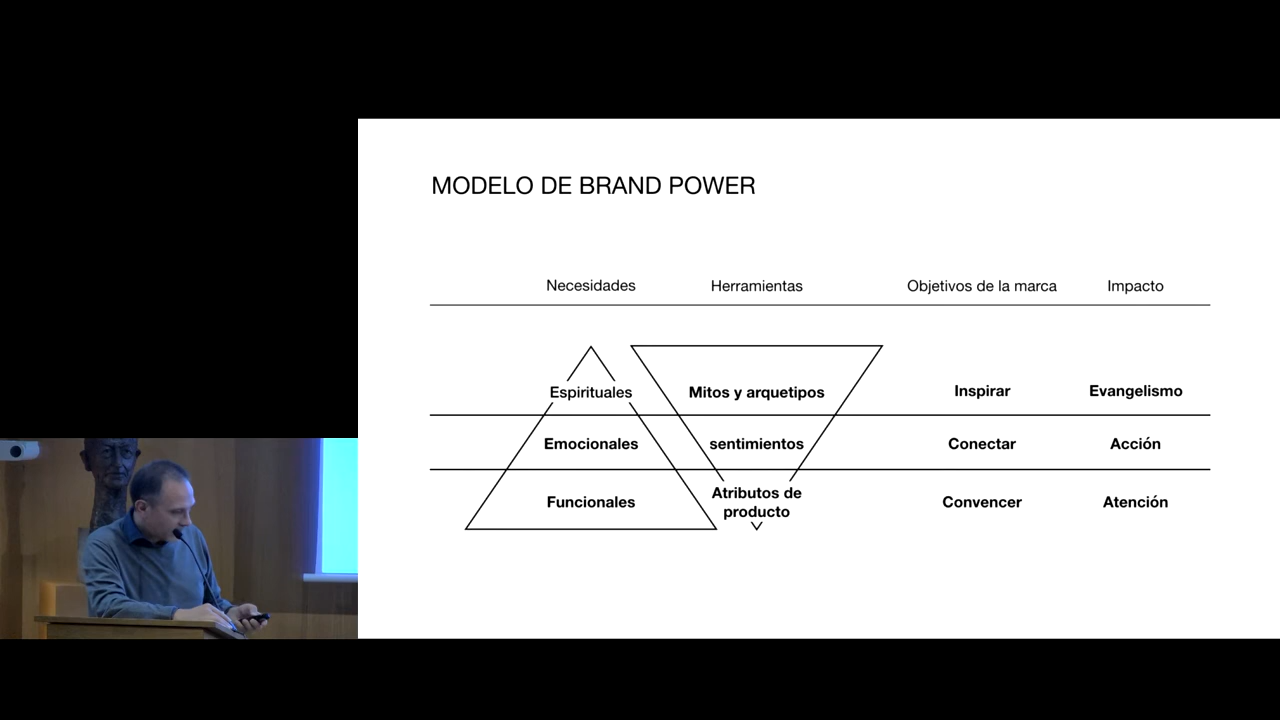 MODELO DE BRAND POWER
Necesidades Herramientas Objetivos de la marca Impacto
Espirituales Mitos y arquetipos Inspirar Evangelismo
Emocionales sentimientos Conectar Acción
Funcionales Atributos de producto Convencer Atención